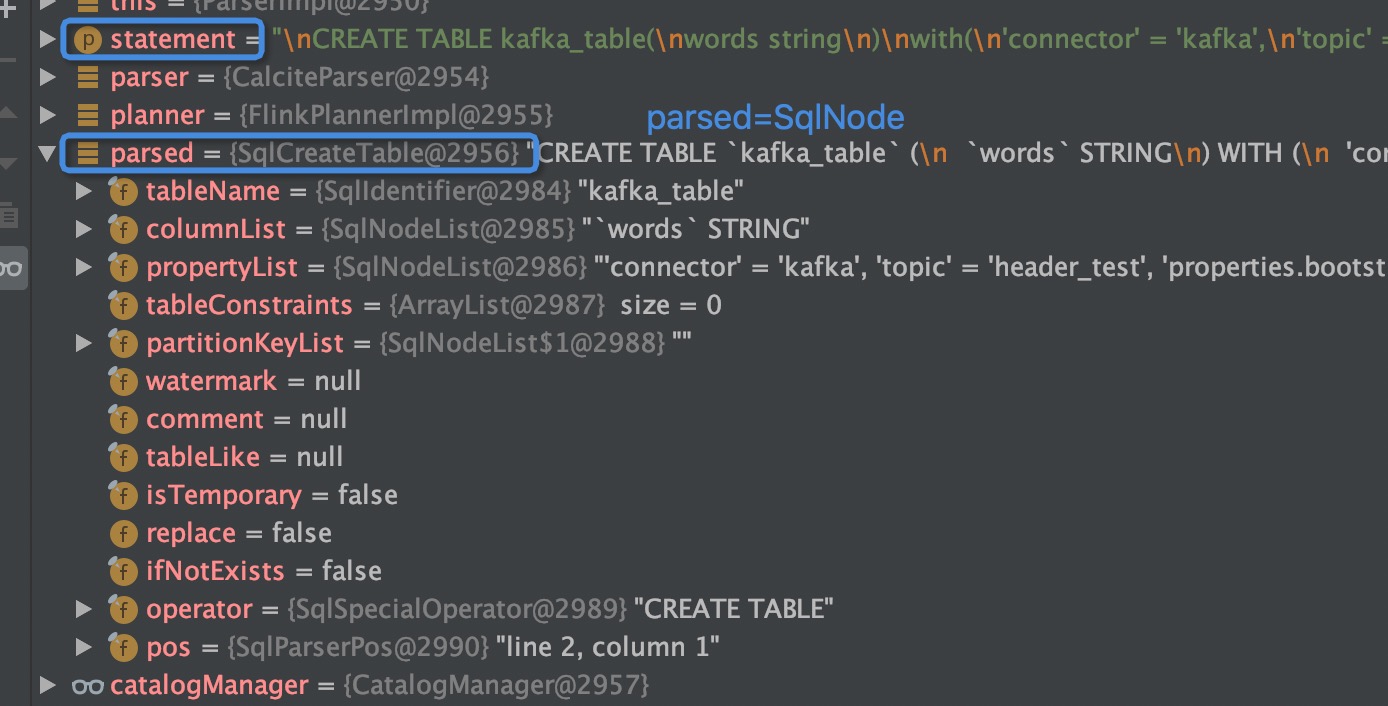 this = {ParserImpl@2950}
p statement = "\nCREATE TABLE kafka_table(\nwords string\n)\nwith(\n'connector' = 'kafka',\n'topic' =
parser = {CalciteParser@2954}
planner = {FlinkPlannerImpl@2955}
parsed=SqlNode
parsed = {SqlCreateTable@2956} "CREATE TABLE `kafka_table` (\n  `words` STRING\n) WITH (\n  'cor
f tableName = {SqlIdentifier@2984} "kafka_table"
f columnList = {SqlNodeList@2985} "`words` STRING"
f propertyList = {SqlNodeList@2986} "'connector' = 'kafka', 'topic' = 'header_test', 'properties.bootst
f tableConstraints = {ArrayList@2987}  size = 0
f partitionKeyList = {SqlNodeList$1@2988} ""
f watermark = null
f comment = null
f tableLike = null
f isTemporary = false
f replace = false
f ifNotExists = false
f operator = {SqlSpecialOperator@2989} "CREATE TABLE"
f pos = {SqlParserPos@2990} "line 2, column 1"
catalogManager = {CatalogManager@2957}